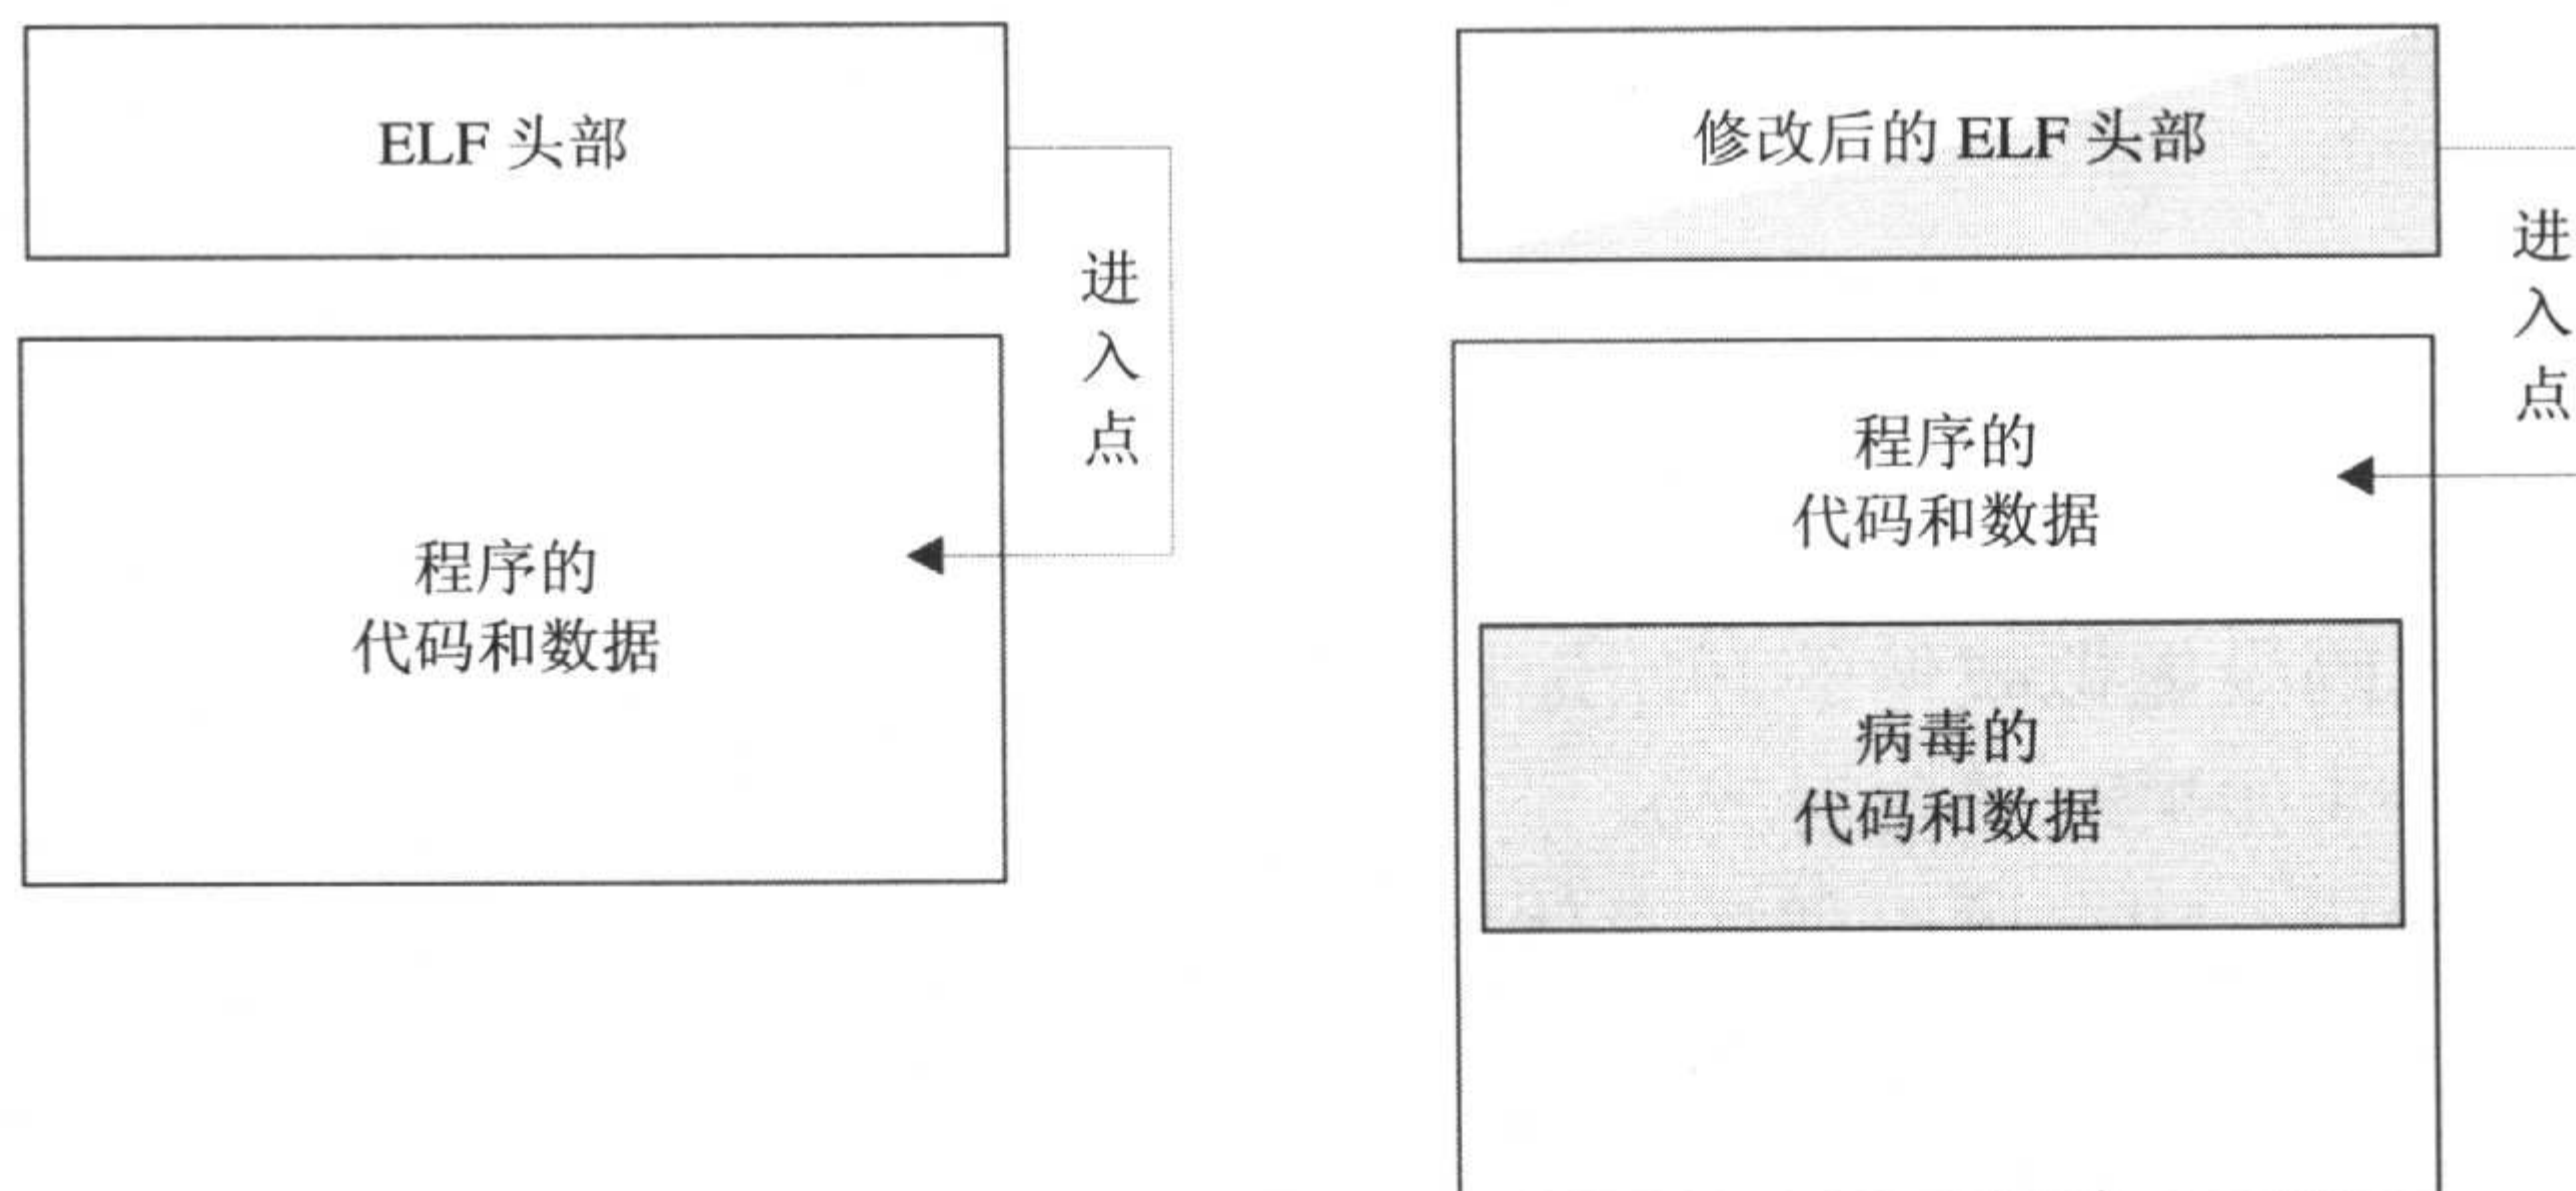 ELF 头部
进
入
点
程序的
代码和数据
修改后的 ELF 头部
进
入
点
程序的
代码和数据
病毒的
代码和数据